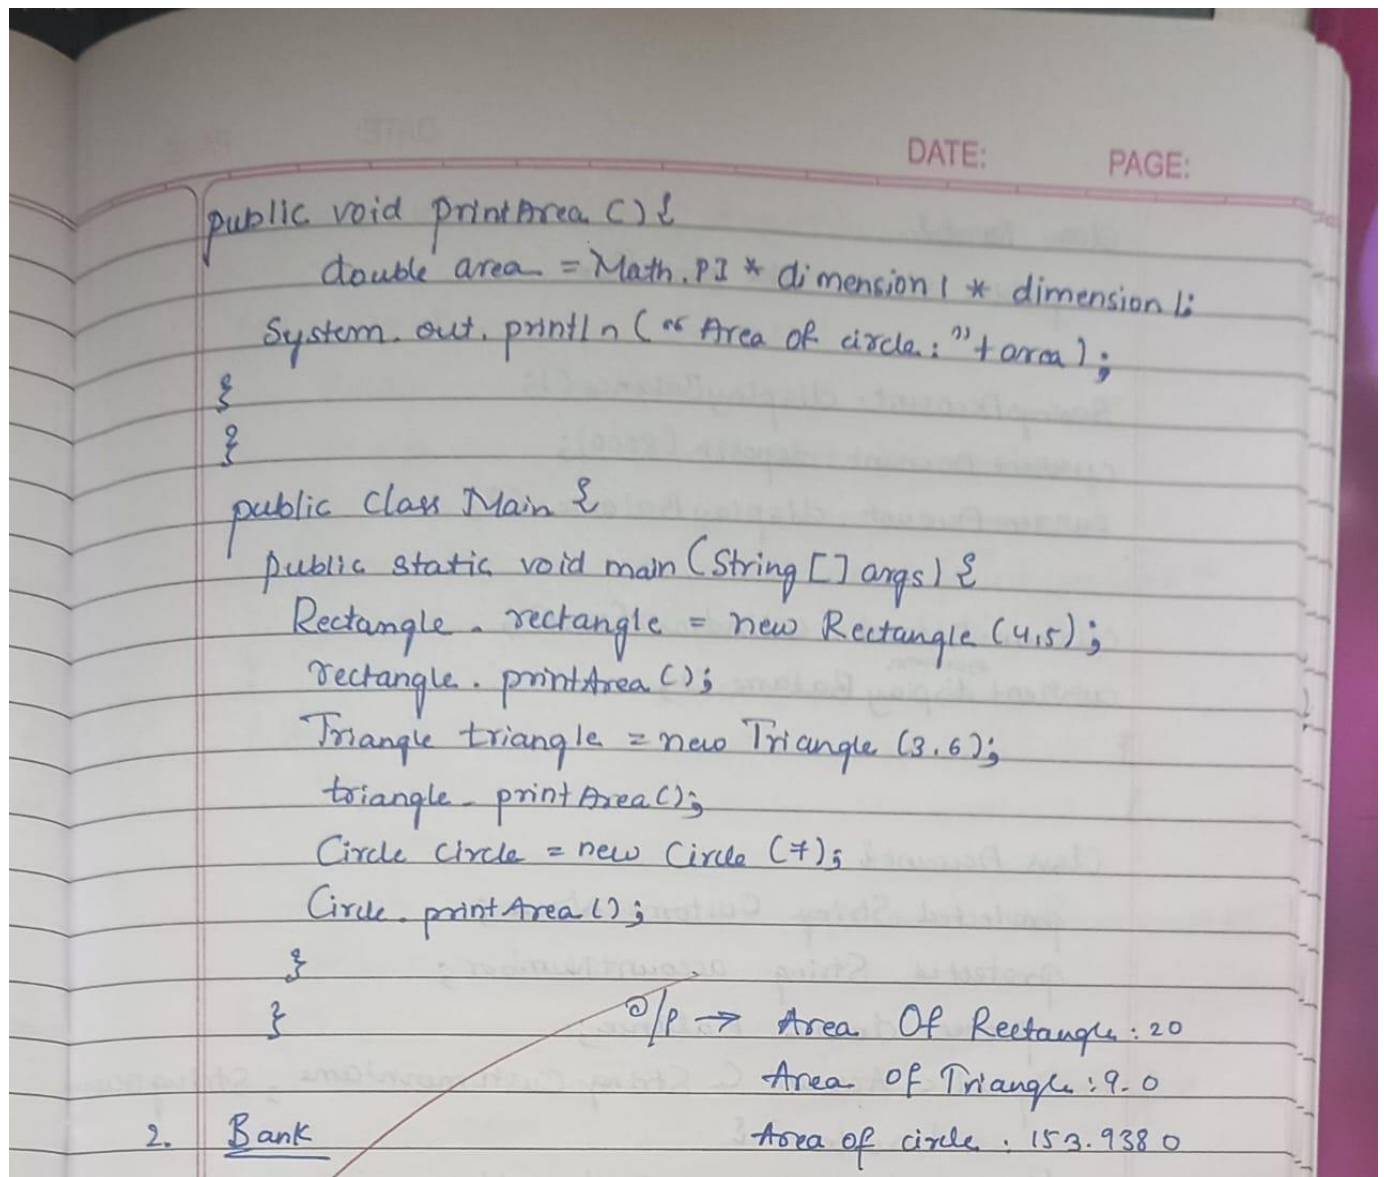 DATE: PAGE:
public void printArea () {
double area = Math.PI * dimension1 * dimension1;
System.out.println ("Area of circle: "+area);
}
}
public class Main {
public static void main (String [] args) {
Rectangle . rectangle = new Rectangle (4,5);
rectangle . printArea ();
Triangle triangle = new Triangle (3,6);
triangle . printArea ();
Circle circle = new Circle (7);
Circle . printArea ();
}
}
O/P → Area Of Rectangle : 20
Area of Triangle : 9.0
2. Bank Area of circle : 153.9380